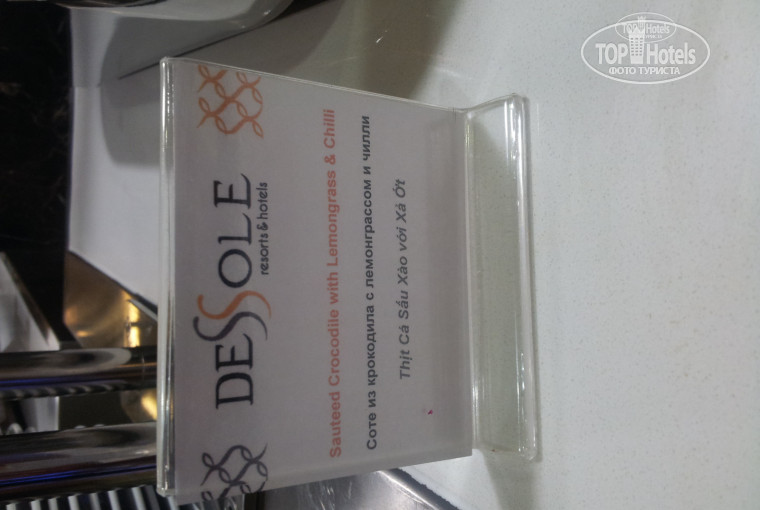 DESSOLE
resorts & hotels
Sauteed Crocodile with Lemongrass & Chilli
Соте из крокодила с лемонграссом и чилли
Thịt Cá Sấu Xào với Xả Ớt
TOP Hotels
ФОТО ТУРИСТА